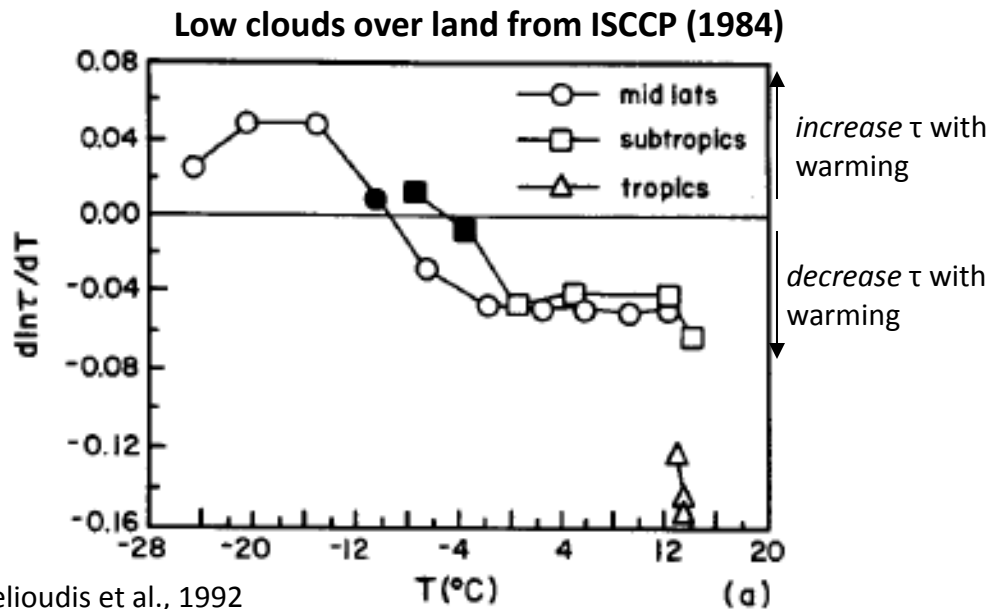 Low clouds over land from ISCCP (1984)
0.08
0.04
0.00
-0.04
-0.08
-0.12
-0.16
dlnτ/dT
mid lats
subtropics
tropics
increase τ with
warming
decrease τ with
warming
-28 -20 -12 -4 4 12 20
T(°C) (a)
elioudis et al., 1992